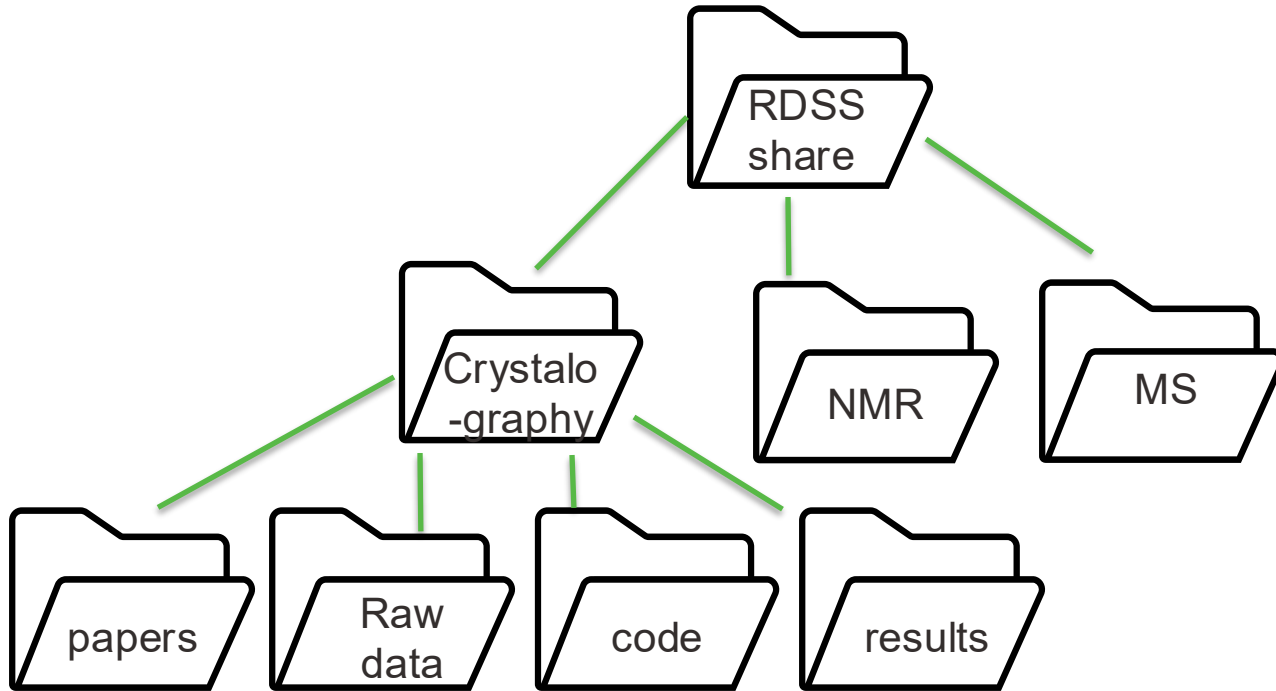 RDSS
share
Crystalo
-graphy
NMR
MS
papers
Raw
data
code
results